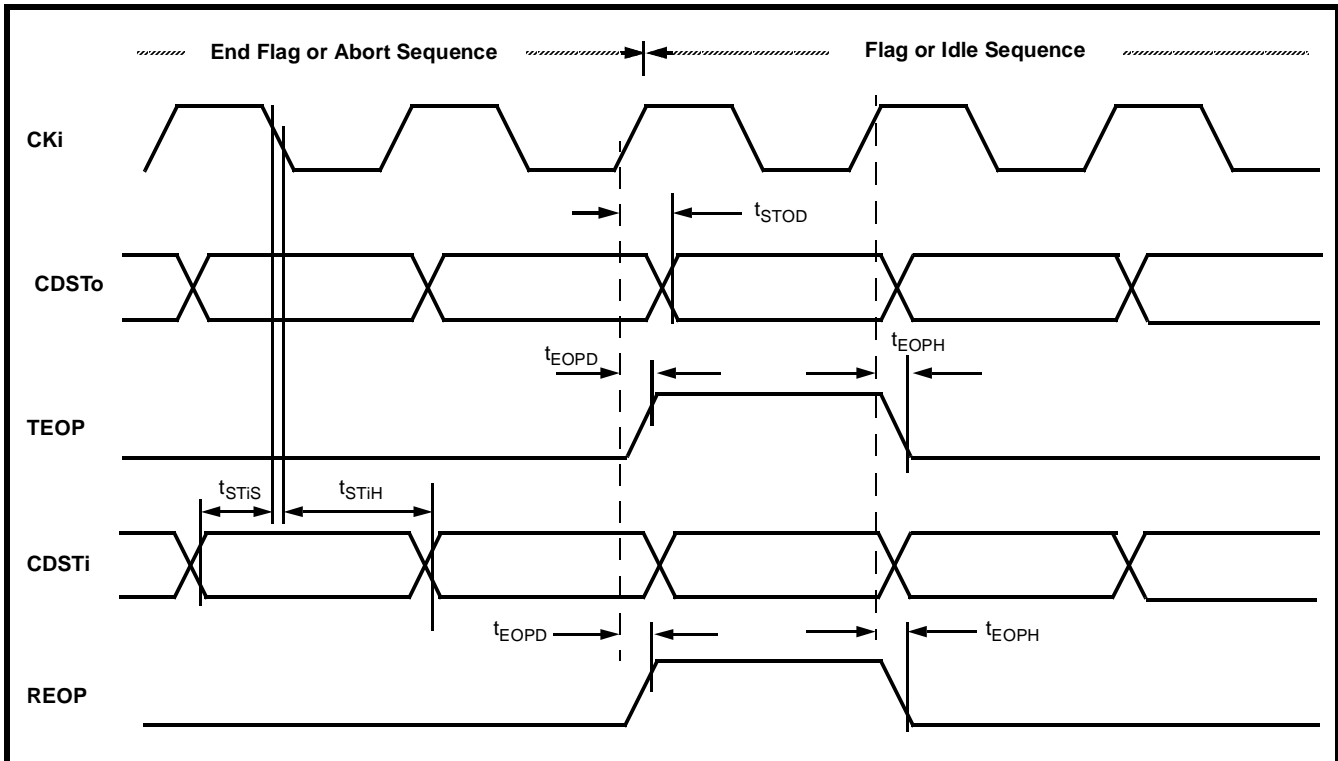 End Flag or Abort Sequence
Flag or Idle Sequence
CKi
tSTOD
CDSTo
tEOPD
tEOPH
TEOP
tSTiS
tSTiH
CDSTi
tEOPD
tEOPH
REOP